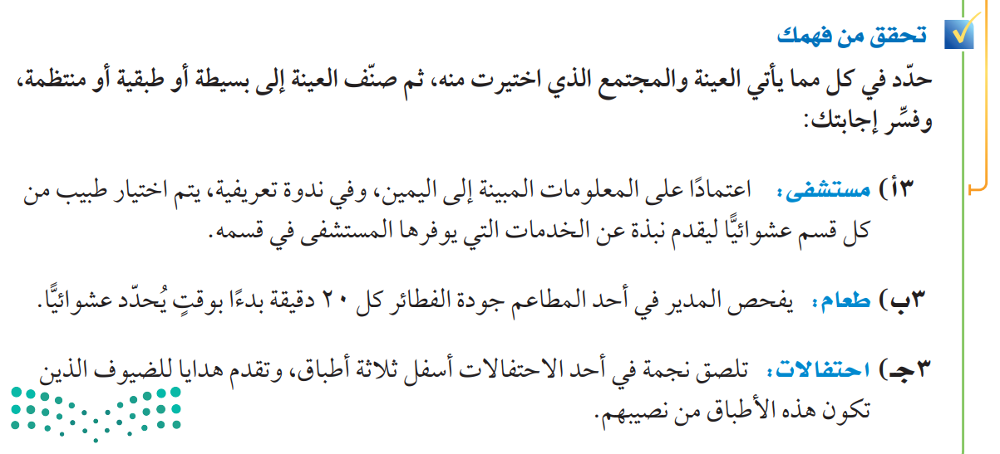 تحقق من فهمك
حدّد في كل مما يأتي العينة والمجتمع الذي اختيرت منه، ثم صنّف العينة إلى بسيطة أو طبقية أو منتظمة،
وفسِّر إجابتك:
٣أ) مستشفى: اعتمادًا على المعلومات المبينة إلى اليمين، وفي ندوة تعريفية، يتم اختيار طبيب من
كل قسم عشوائيًّا ليقدم نبذة عن الخدمات التي يوفرها المستشفى في قسمه.
٣ب) طعام: يفحص المدير في أحد المطاعم جودة الفطائر كل ٢٠ دقيقة بدءًا بوقتٍ يُحدّد عشوائيًّا.
٣جـ) احتفالات: تلصق نجمة في أحد الاحتفالات أسفل ثلاثة أطباق، وتقدم هدايا للضيوف الذين
تكون هذه الأطباق من نصيبهم.